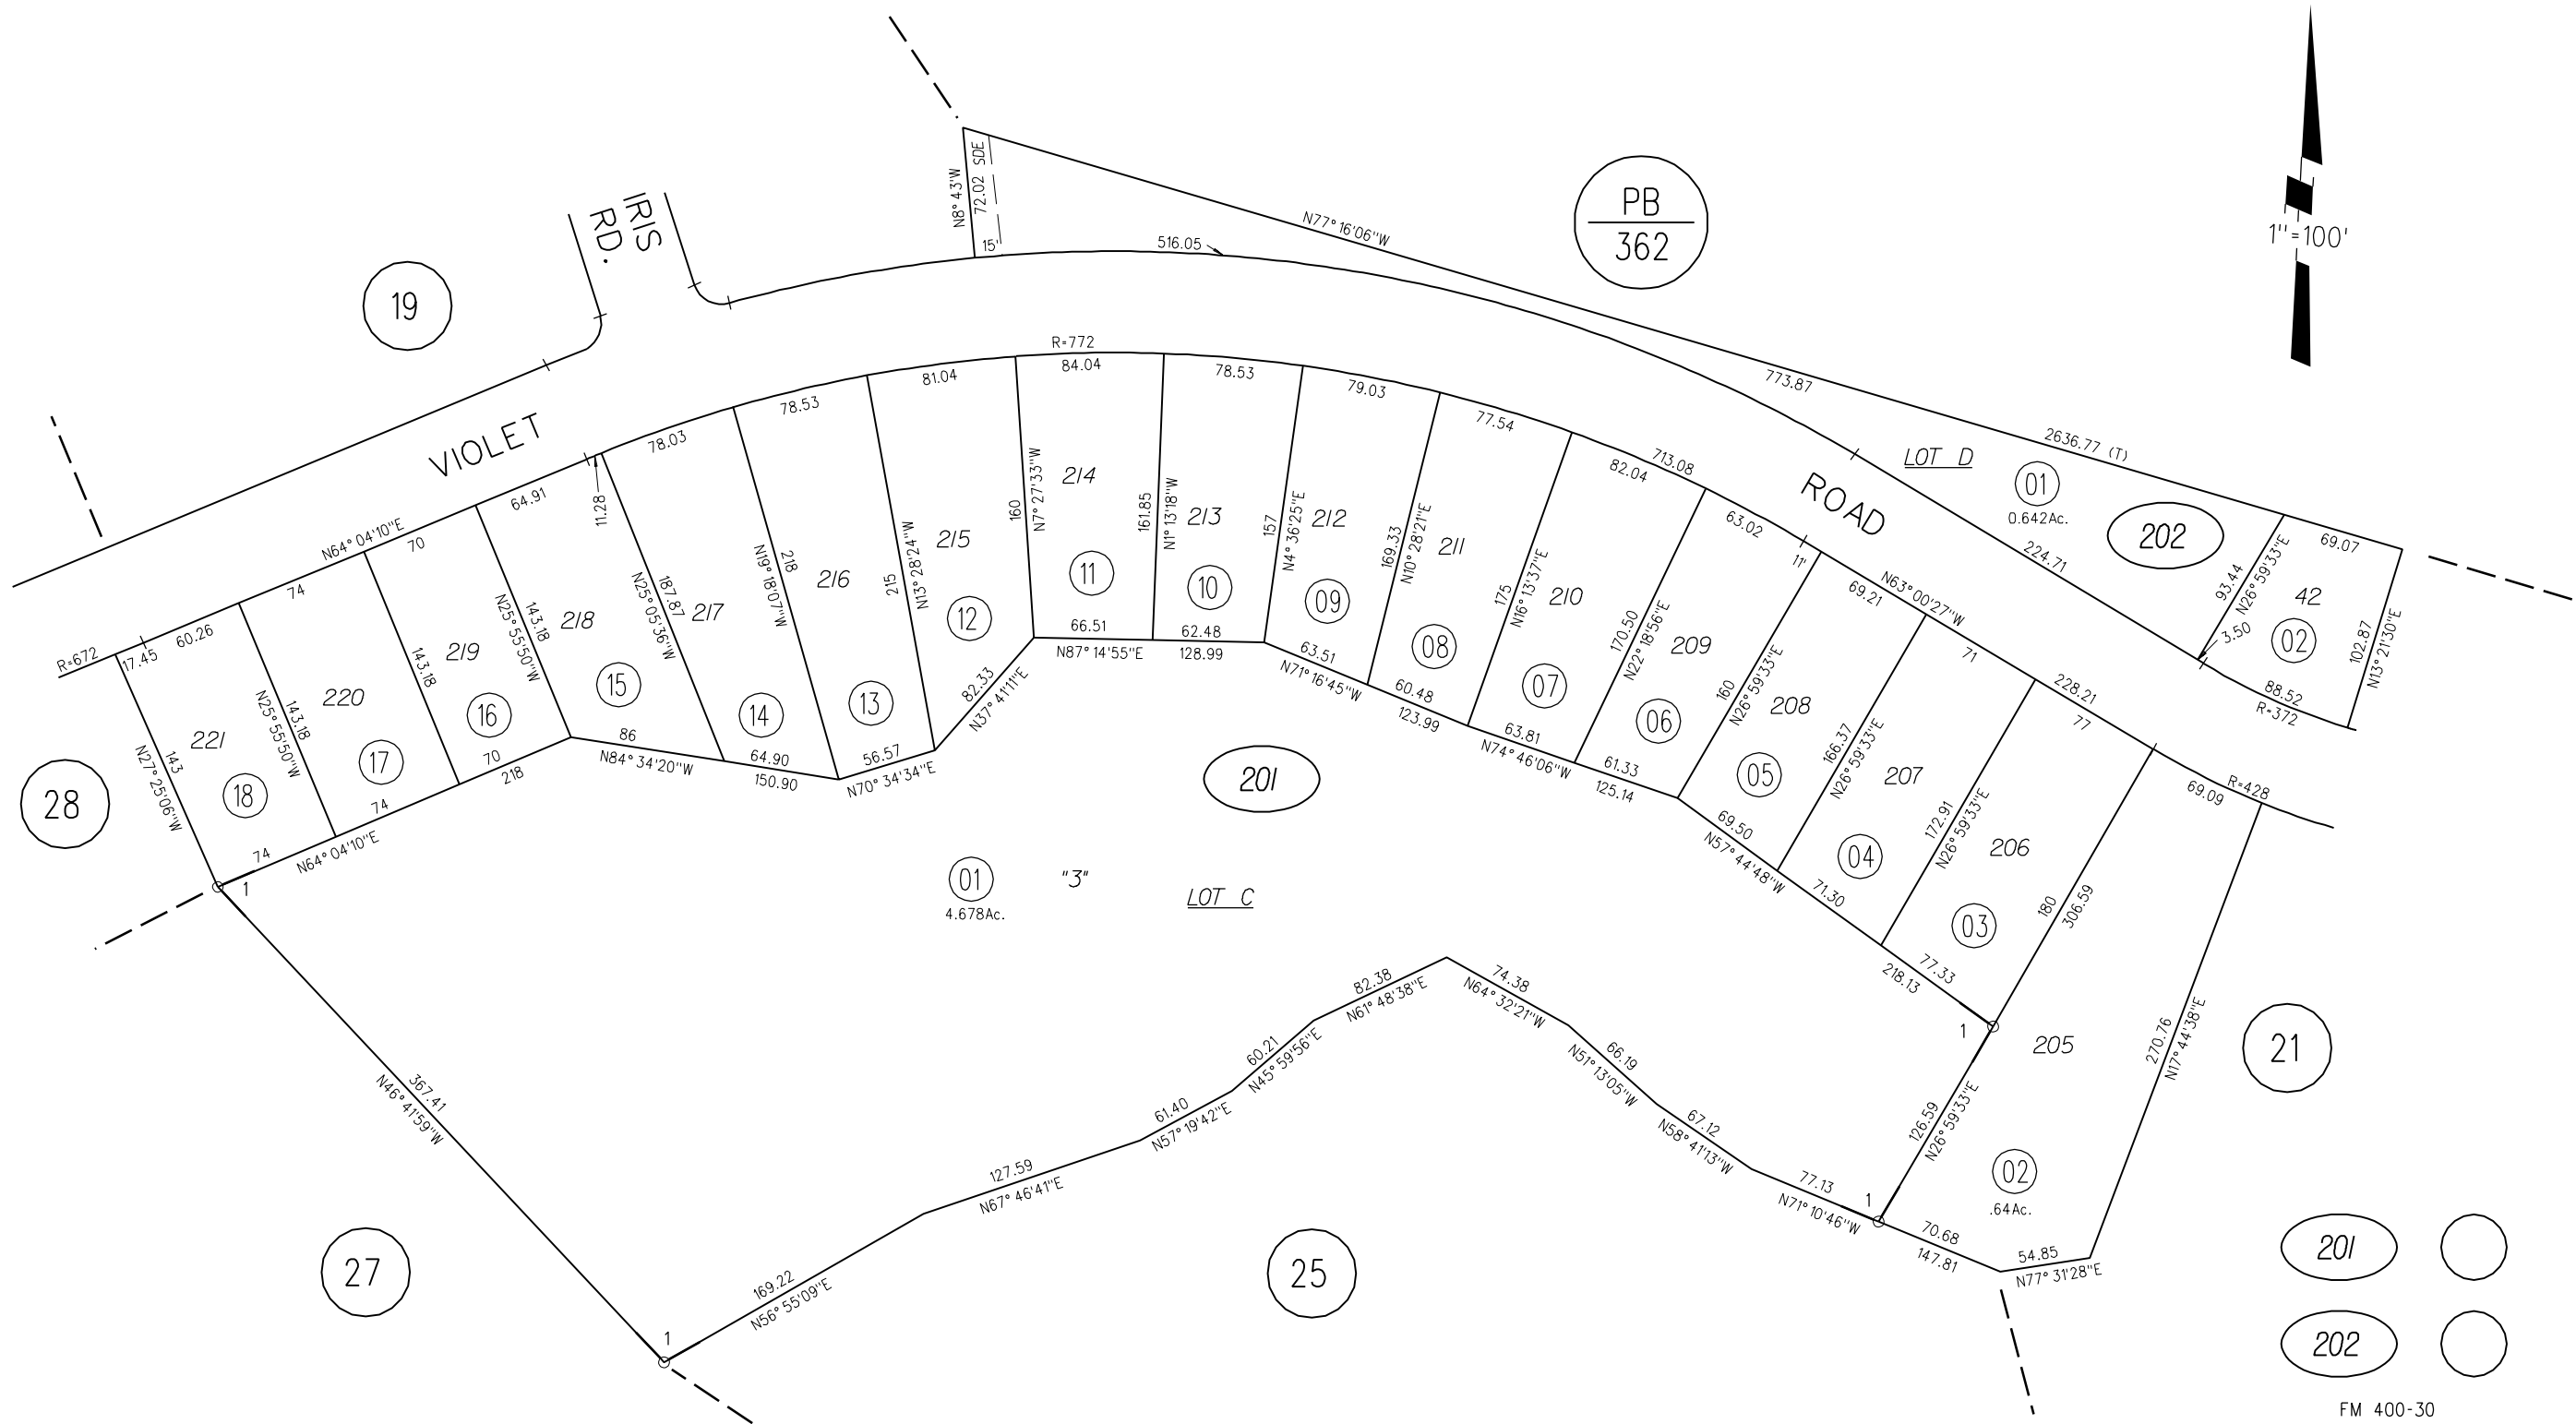 N8° 43'W
72.02 SDE
15'
516.05
N77° 16'06"W
PB
362
1"=100'
IRIS
RD.
19
R=772
773.87
2636.77 (T)
LOT D
01
0.642Ac.
202
69.07
93.44
N26° 59'33"E
42
02
102.87
N13° 21'30"E
3.50
88.52
R=372
224.71
VIOLET
ROAD
R=672
17.45
60.26
74
N64° 04'10"E
70
64.91
11.28
78.03
78.53
81.04
84.04
78.53
79.03
77.54
713.08
82.04
63.02
11'
69.21
N63° 00'27"W
71
228.21
77
69.09
R=428
143
N27° 25'06"W
221
18
74
N64° 04'10"E
143.18
N25° 55'50"W
220
17
74
143.18
219
16
70
218
143.18
N25° 55'50"W
218
15
86
N84° 34'20"W
187.87
N25° 05'36"W
217
14
64.90
150.90
218
N19° 18'07"W
216
13
56.57
N70° 34'34"E
215
N13° 28'24"W
215
12
82.33
N37° 41'11"E
160
N7° 27'33"W
214
11
66.51
N87° 14'55"E
161.85
N1° 13'18"W
213
10
62.48
128.99
157
N4° 36'25"E
212
09
63.51
N71° 16'45"W
169.33
N10° 28'21"E
211
08
60.48
123.99
175
N16° 13'37"E
210
07
63.81
N74° 46'06"W
170.50
N22° 18'56"E
209
06
61.33
125.14
160
N26° 59'33"E
208
05
69.50
N57° 44'48"W
166.37
N26° 59'33"E
207
04
71.30
172.91
N26° 59'33"E
206
03
77.33
218.13
180
306.59
28
1
201
01
"3"
4.678Ac.
LOT C
367.41
N46° 41'59"W
1
169.22
N56° 55'09"E
127.59
N67° 46'41"E
61.40
N57° 19'42"E
60.21
N45° 59'56"E
82.38
N61° 48'38"E
74.38
N64° 32'21"W
66.19
N51° 13'05"W
67.12
N58° 41'13"W
77.13
N71° 10'46"W
1
1
126.59
N26° 59'33"E
205
02
.64Ac.
270.76
N17° 44'38"E
70.68
147.81
54.85
N77° 31'28"E
21
27
25
201
202
FM 400-30